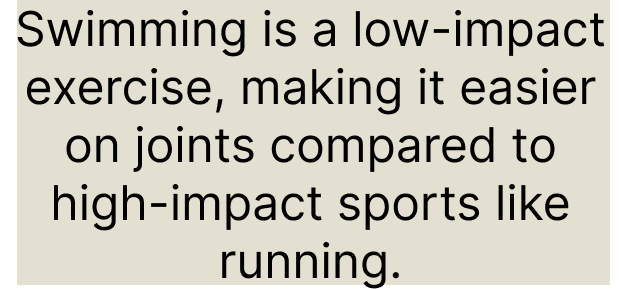 Swimming is a low-impact
exercise, making it easier
on joints compared to
high-impact sports like
running.